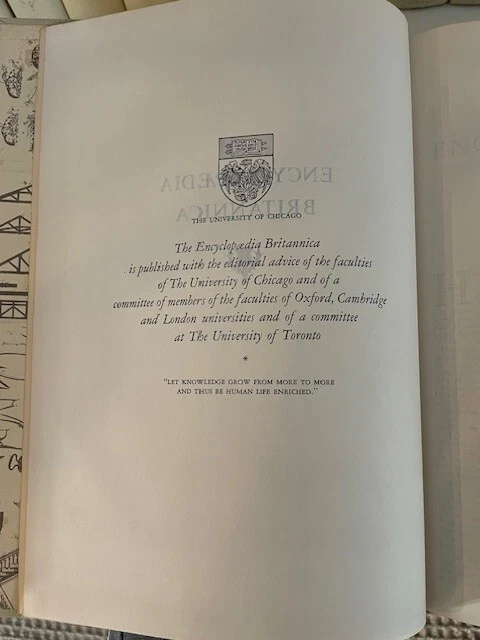 THE UNIVERSITY OF CHICAGO
The Encyclopædia Britannica
is published with the editorial advice of the faculties
of The University of Chicago and of a
committee of members of the faculties of Oxford, Cambridge
and London universities and of a committee
at The University of Toronto
*
"LET KNOWLEDGE GROW FROM MORE TO MORE
AND THUS BE HUMAN LIFE ENRICHED."
ENCYCLOPÆDIA
BRITANNICA